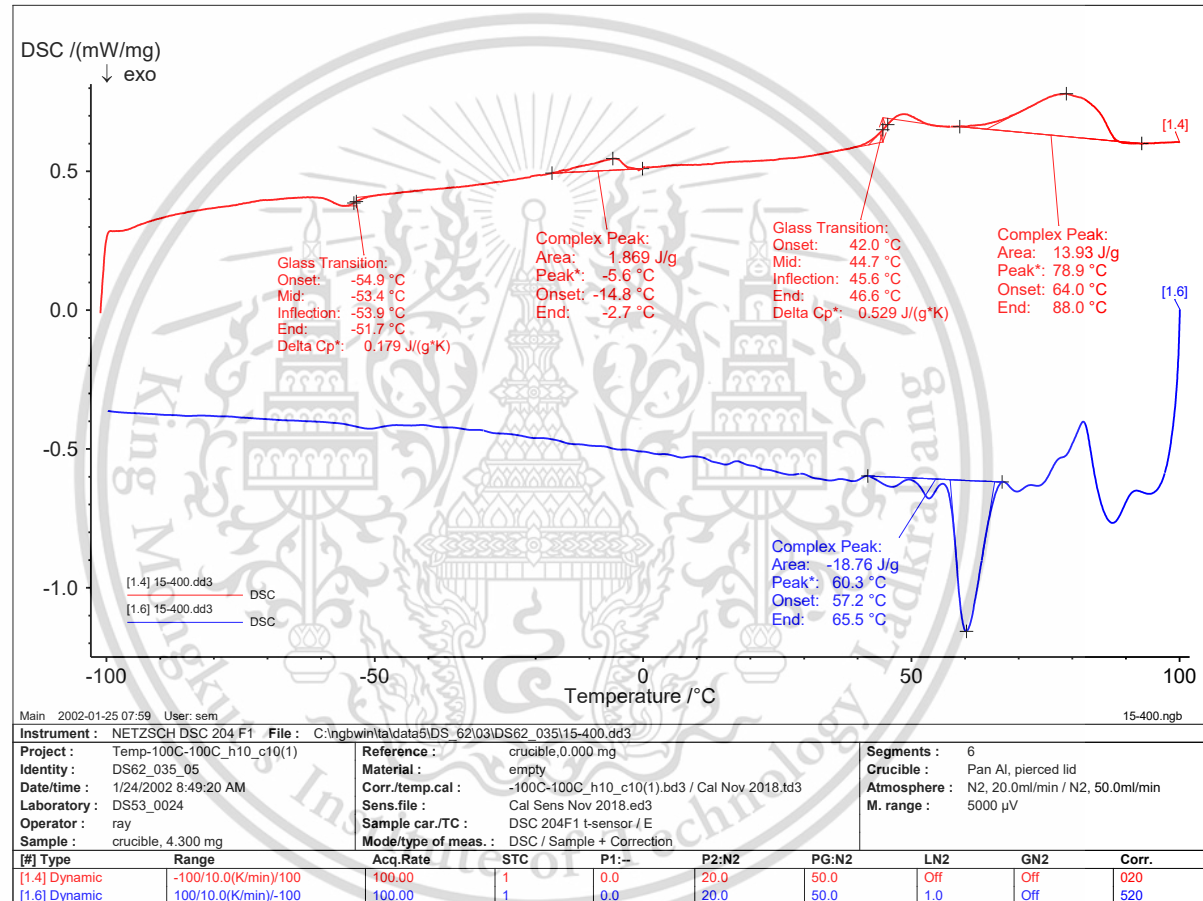 DSC /(mW/mg)
↓ exo
0.5
0.0
-0.5
-1.0
[1.4]
[1.6]
Glass Transition:
Onset: -54.9 °C
Mid: -53.4 °C
Inflection: -53.9 °C
End: -51.7 °C
Delta Cp*: 0.179 J/(g*K)
Complex Peak:
Area: 1.869 J/g
Peak*: -5.6 °C
Onset: -14.8 °C
End: -2.7 °C
Glass Transition:
Onset: 42.0 °C
Mid: 44.7 °C
Inflection: 45.6 °C
End: 46.6 °C
Delta Cp*: 0.529 J/(g*K)
Complex Peak:
Area: 13.93 J/g
Peak*: 78.9 °C
Onset: 64.0 °C
End: 88.0 °C
Complex Peak:
Area: -18.76 J/g
Peak*: 60.3 °C
Onset: 57.2 °C
End: 65.5 °C
[1.4] 15-400.dd3
DSC
[1.6] 15-400.dd3
DSC
-100 -50 0 50 100
Temperature /°C
King Mongkuts Institute of Technology Ladkrabang
Main 2002-01-25 07:59 User: sem 15-400.ngb
Instrument : NETZSCH DSC 204 F1 File : C:\ngbwin\ta\data5\DS_62\03\DS62_035\15-400.dd3
Project : Temp-100C-100C_h10_c10(1) Reference : crucible,0.000 mg Segments : 6
Identity : DS62_035_05 Material : empty Crucible : Pan Al, pierced lid
Date/time : 1/24/2002 8:49:20 AM Corr./temp.cal : -100C-100C_h10_c10(1).bd3 / Cal Nov 2018.td3 Atmosphere : N2, 20.0ml/min / N2, 50.0ml/min
Laboratory : DS53_0024 Sens.file : Cal Sens Nov 2018.ed3 M. range : 5000 µV
Operator : ray Sample car./TC : DSC 204F1 t-sensor / E
Sample : crucible, 4.300 mg Mode/type of meas. : DSC / Sample + Correction
[#] Type Range Acq.Rate STC P1:-- P2:N2 PG:N2 LN2 GN2 Corr.
[1.4] Dynamic -100/10.0(K/min)/100 100.00 1 0.0 20.0 50.0 Off Off 020
[1.6] Dynamic 100/10.0(K/min)/-100 100.00 1 0.0 20.0 50.0 1.0 Off 520